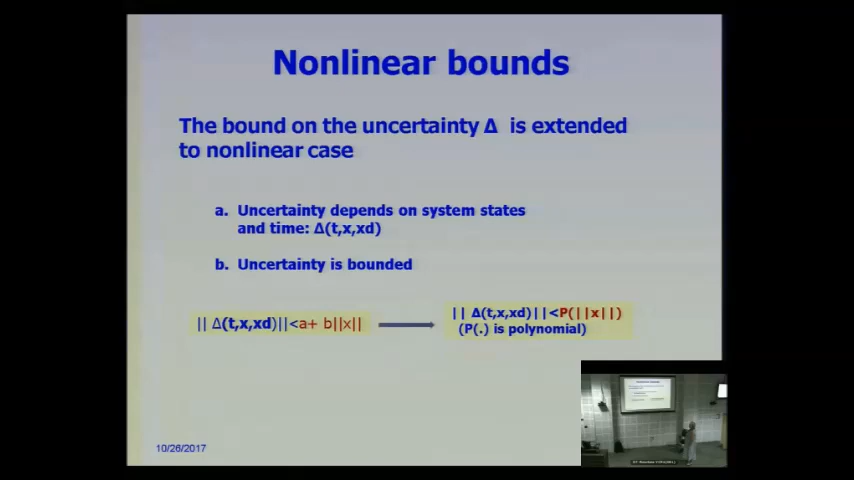 Nonlinear bounds
The bound on the uncertainty Δ is extended
to nonlinear case
a. Uncertainty depends on system states
and time: Δ(t,x,xd)
b. Uncertainty is bounded
|| Δ(t,x,xd)||<a+ b||x||
|| Δ(t,x,xd)||<P(||x||)
(P(.) is polynomial)
10/26/2017